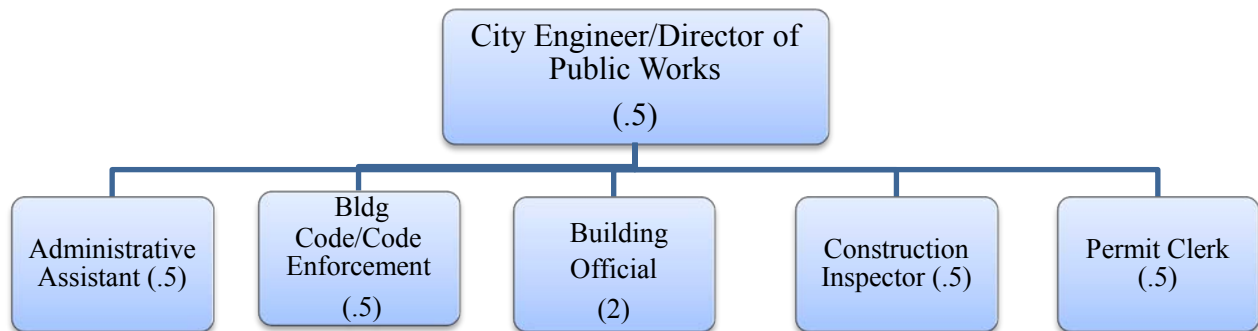 City Engineer/Director of
Public Works
(.5)
Administrative
Assistant (.5)
Bldg
Code/Code
Enforcement
(.5)
Building
Official
(2)
Construction
Inspector (.5)
Permit Clerk
(.5)